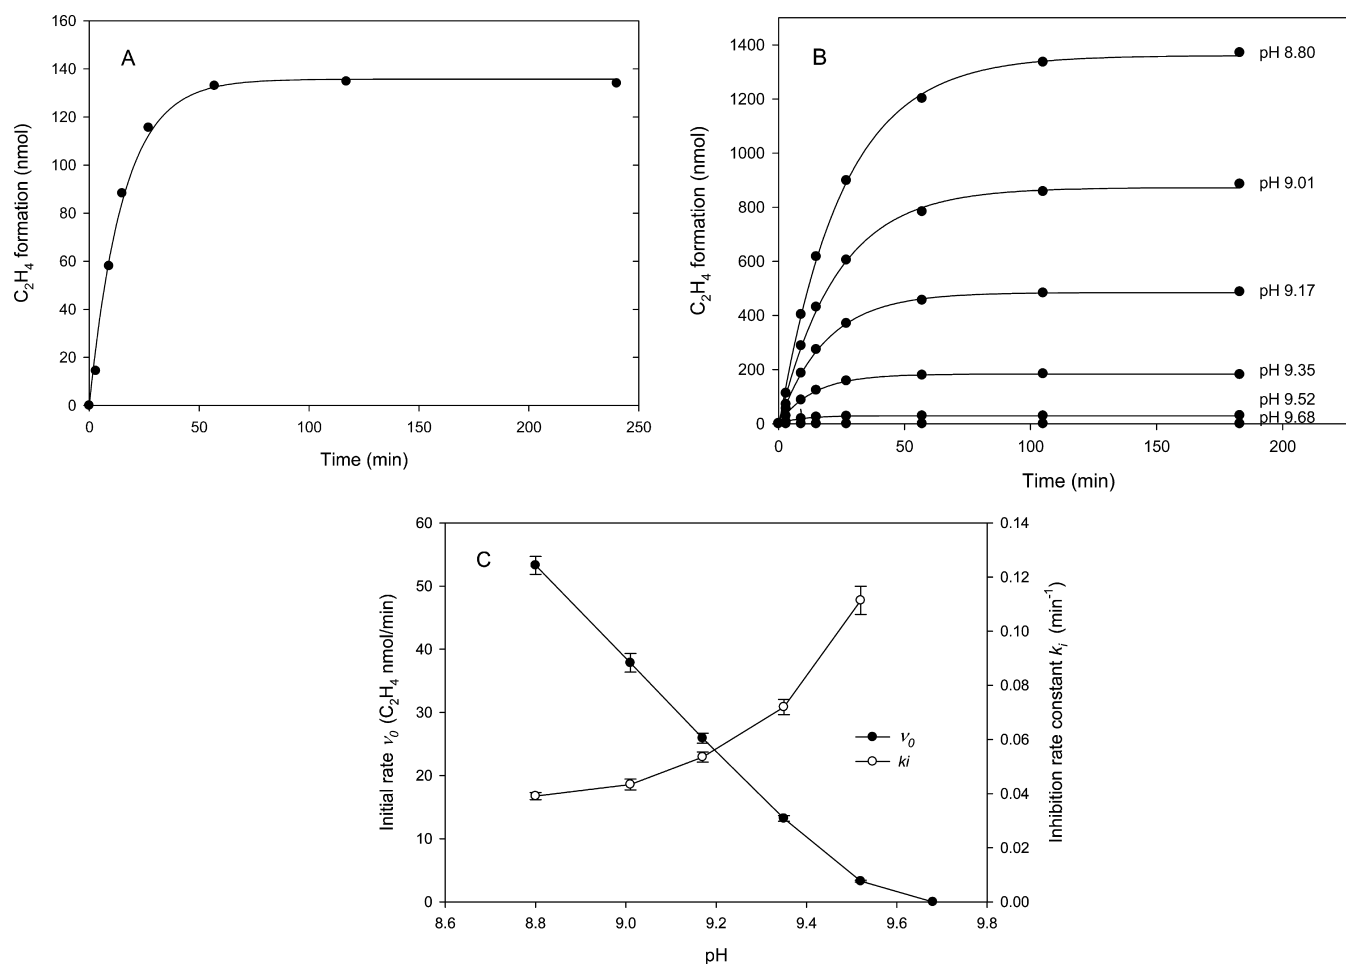 A
160
140
120
100
80
60
40
20
0
C₂H₄ formation (nmol)
0 50 100 150 200 250
Time (min)
B
1400
1200
1000
800
600
400
200
0
C₂H₄ formation (nmol)
pH 8.80
pH 9.01
pH 9.17
pH 9.35
pH 9.52
pH 9.68
0 50 100 150 200
Time (min)
C
60
50
40
30
20
10
0
Initial rate ν₀ (C₂H₄ nmol/min)
0.14
0.12
0.10
0.08
0.06
0.04
0.02
0.00
Inhibition rate constant kᵢ (min⁻¹)
ν₀
ki
8.6 8.8 9.0 9.2 9.4 9.6 9.8
pH